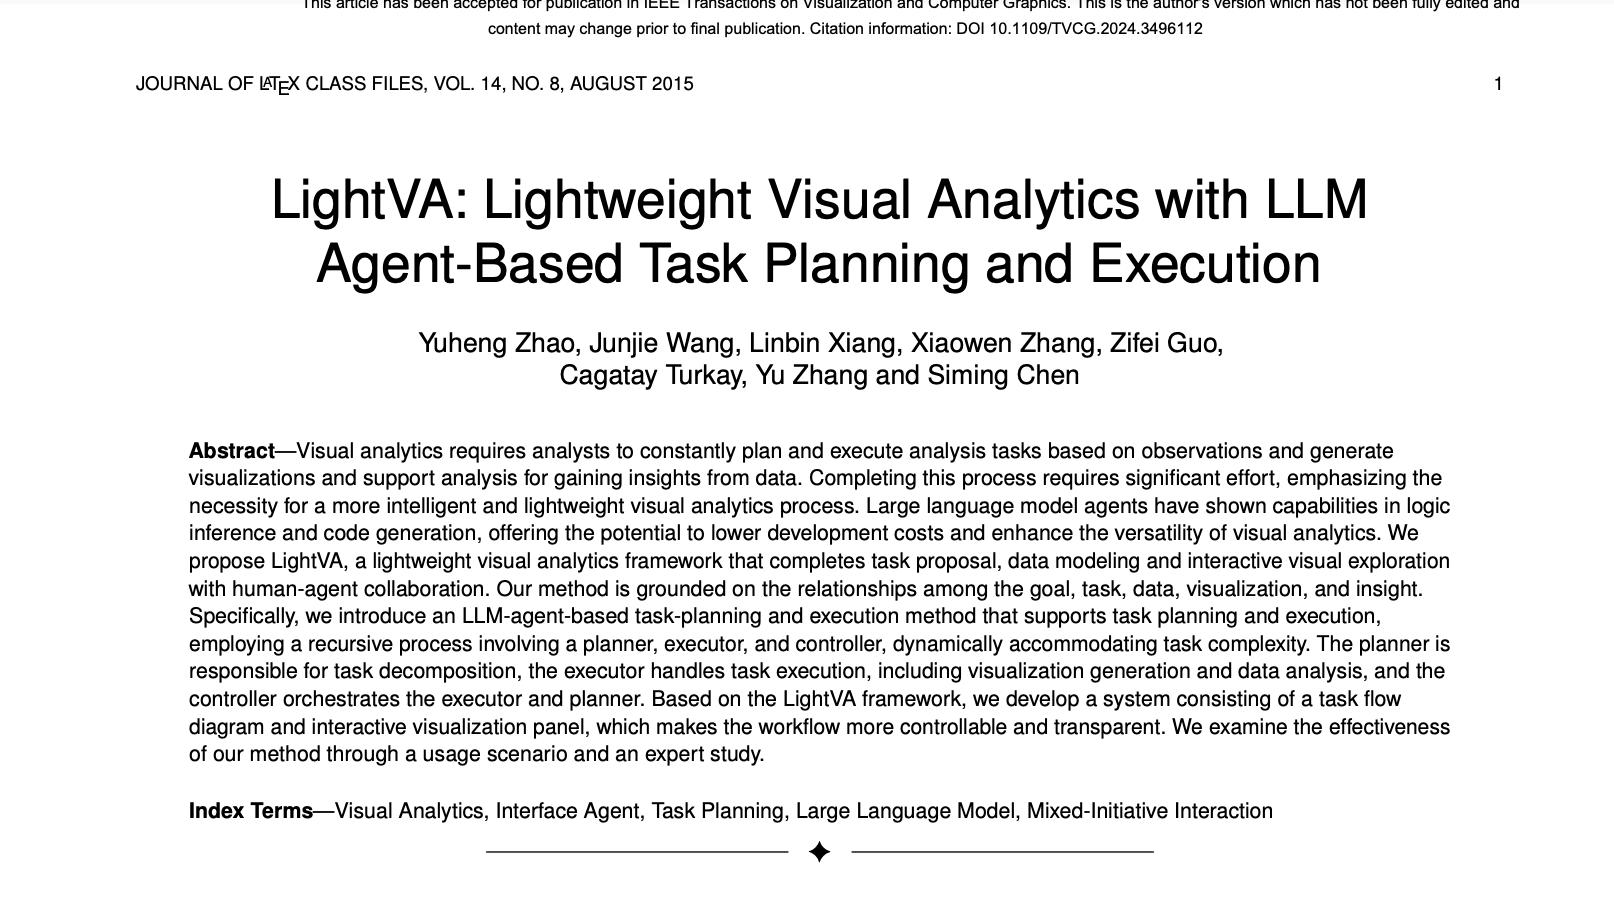 This article has been accepted for publication in IEEE Transactions on Visualization and Computer Graphics. This is the author's version which has not been fully edited and
content may change prior to final publication. Citation information: DOI 10.1109/TVCG.2024.3496112
JOURNAL OF LATEX CLASS FILES, VOL. 14, NO. 8, AUGUST 2015 1
LightVA: Lightweight Visual Analytics with LLM
Agent-Based Task Planning and Execution
Yuheng Zhao, Junjie Wang, Linbin Xiang, Xiaowen Zhang, Zifei Guo,
Cagatay Turkay, Yu Zhang and Siming Chen
Abstract—Visual analytics requires analysts to constantly plan and execute analysis tasks based on observations and generate
visualizations and support analysis for gaining insights from data. Completing this process requires significant effort, emphasizing the
necessity for a more intelligent and lightweight visual analytics process. Large language model agents have shown capabilities in logic
inference and code generation, offering the potential to lower development costs and enhance the versatility of visual analytics. We
propose LightVA, a lightweight visual analytics framework that completes task proposal, data modeling and interactive visual exploration
with human-agent collaboration. Our method is grounded on the relationships among the goal, task, data, visualization, and insight.
Specifically, we introduce an LLM-agent-based task-planning and execution method that supports task planning and execution,
employing a recursive process involving a planner, executor, and controller, dynamically accommodating task complexity. The planner is
responsible for task decomposition, the executor handles task execution, including visualization generation and data analysis, and the
controller orchestrates the executor and planner. Based on the LightVA framework, we develop a system consisting of a task flow
diagram and interactive visualization panel, which makes the workflow more controllable and transparent. We examine the effectiveness
of our method through a usage scenario and an expert study.
Index Terms—Visual Analytics, Interface Agent, Task Planning, Large Language Model, Mixed-Initiative Interaction